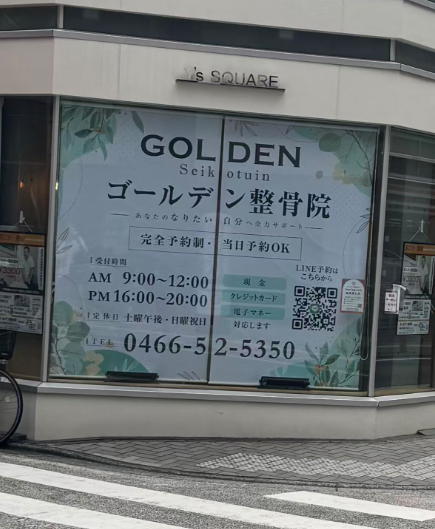 Y's SQUARE
GOLDEN
Seikotuin
ゴールデン整骨院
あなたのなりたい自分へ全力サポート
完全予約制・当日予約OK
受付時間
AM 9:00〜12:00
PM 16:00〜20:00
定休日 土曜午後・日曜祝日
TEL 0466-52-5350
現金
クレジットカード
電子マネー
対応します
LINE予約は
こちらから